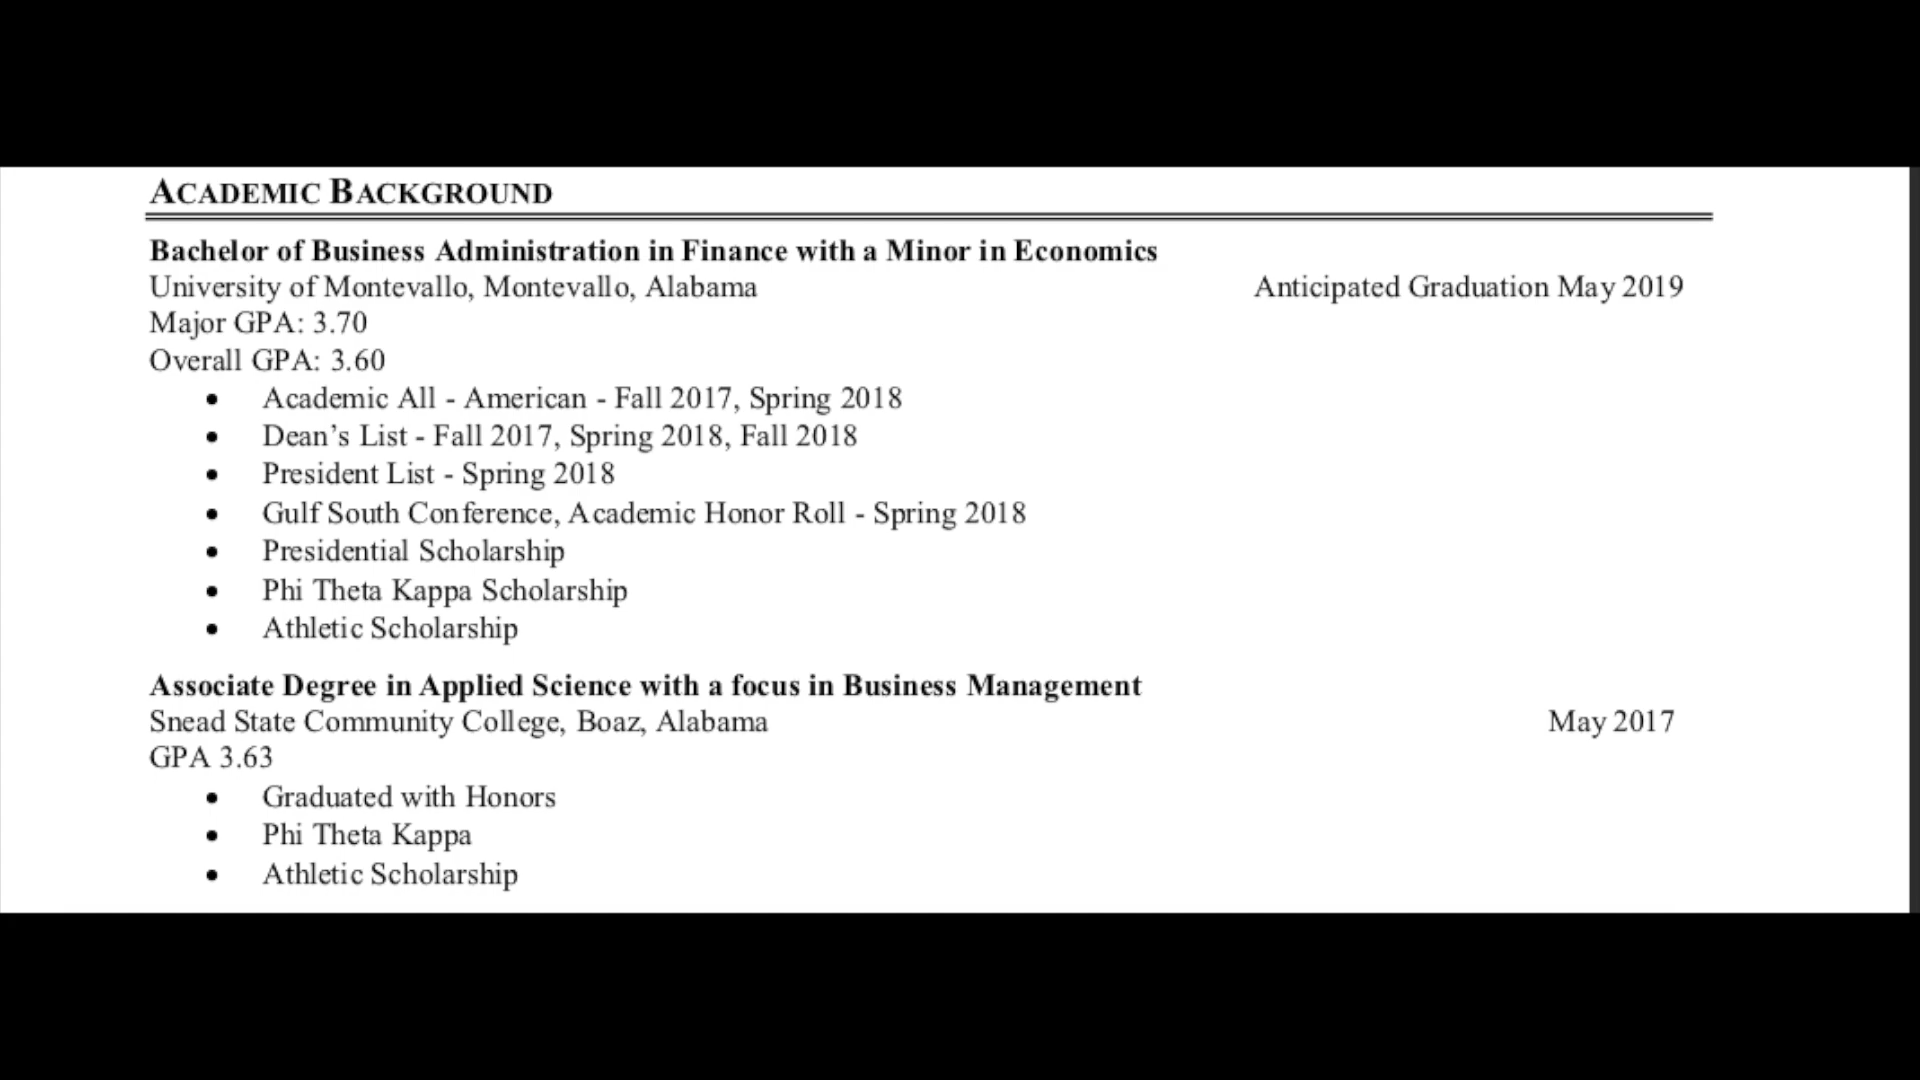 ACADEMIC BACKGROUND
Bachelor of Business Administration in Finance with a Minor in Economics
University of Montevallo, Montevallo, Alabama Anticipated Graduation May 2019
Major GPA: 3.70
Overall GPA: 3.60
• Academic All - American - Fall 2017, Spring 2018
• Dean’s List - Fall 2017, Spring 2018, Fall 2018
• President List - Spring 2018
• Gulf South Conference, Academic Honor Roll - Spring 2018
• Presidential Scholarship
• Phi Theta Kappa Scholarship
• Athletic Scholarship
Associate Degree in Applied Science with a focus in Business Management
Snead State Community College, Boaz, Alabama May 2017
GPA 3.63
• Graduated with Honors
• Phi Theta Kappa
• Athletic Scholarship